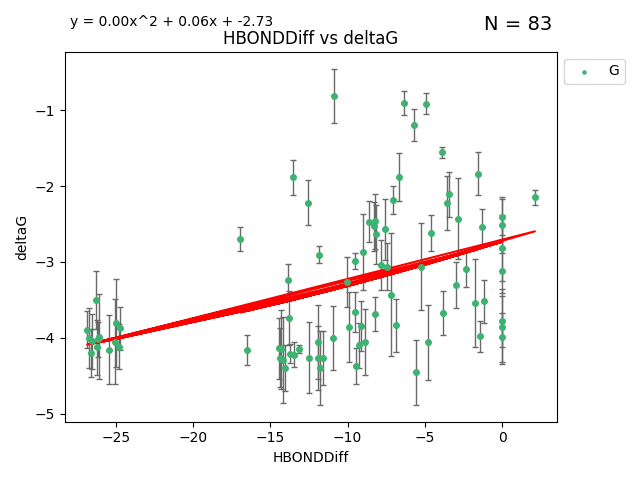 y = 0.00x^2 + 0.06x + -2.73
N = 83
HBONDDiff vs deltaG
G
deltaG
−1
−2
−3
−4
−5
−25
−20
−15
−10
−5
0
HBONDDiff